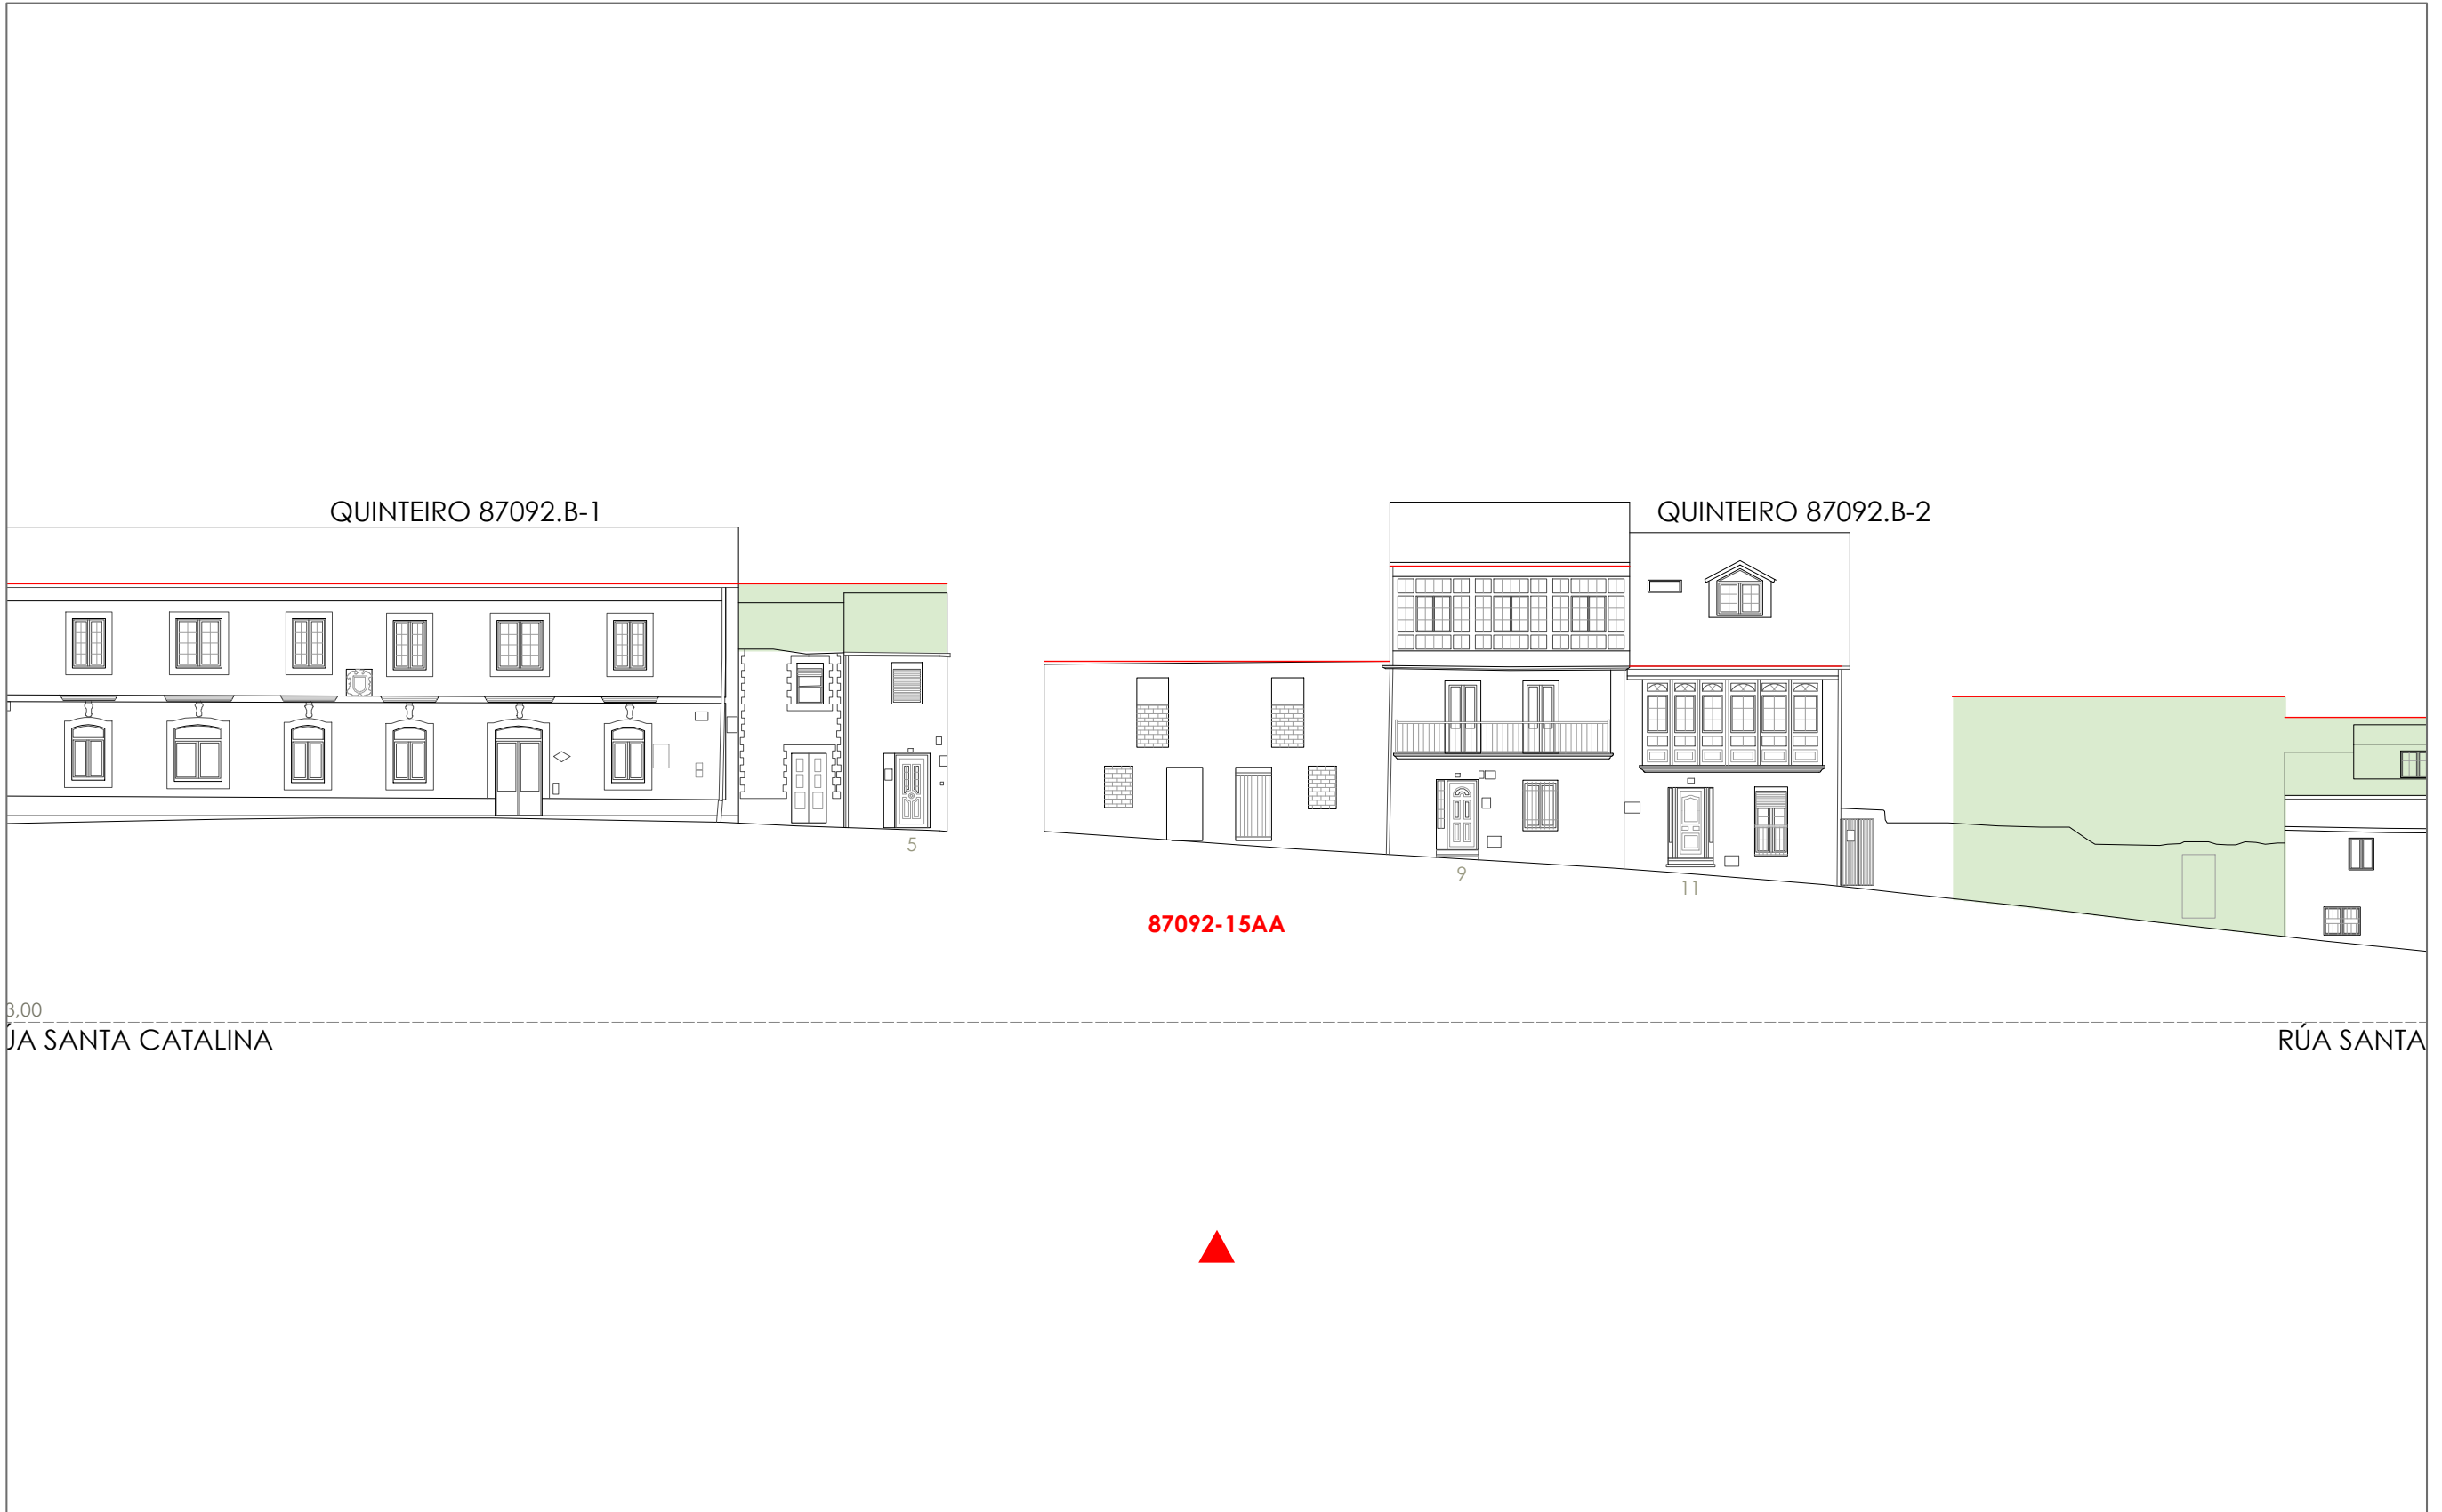 QUINTEIRO 87092.B-1
QUINTEIRO 87092.B-2
5
9
11
87092-15AA
3,00
ÚA SANTA CATALINA
RÚA SANTA